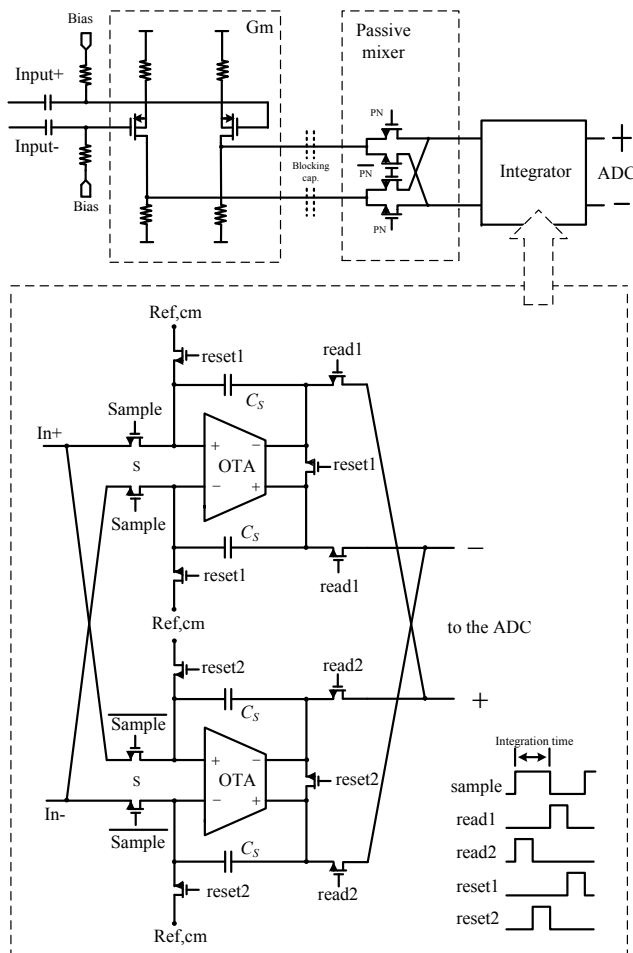 Bias
Gm
Passive
mixer
Input+
Input-
Bias
Blocking
cap.
PN
PN
PN
Integrator
+
ADC
−
Ref,cm
reset1
read1
C_S
Sample
In+
+ −
OTA
reset1
S
− +
Sample
C_S
reset1
read1
−
Ref,cm
to the ADC
reset2
read2
C_S
+
Sample
+ −
OTA
reset2
S
In-
− +
Sample
C_S
reset2
read2
Ref,cm
Integration time
sample
read1
read2
reset1
reset2